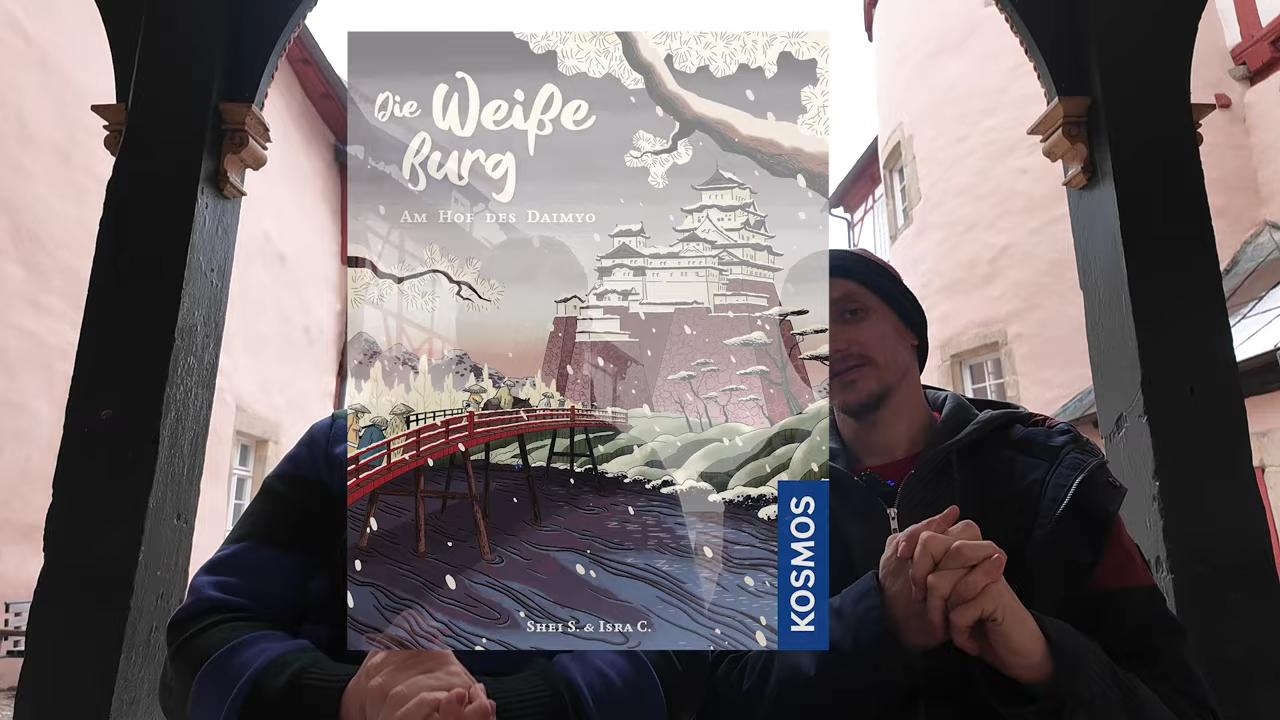 Die Weiße
Burg
Am Hof des Daimyo
KOSMOS
Shei S. & Isra C.